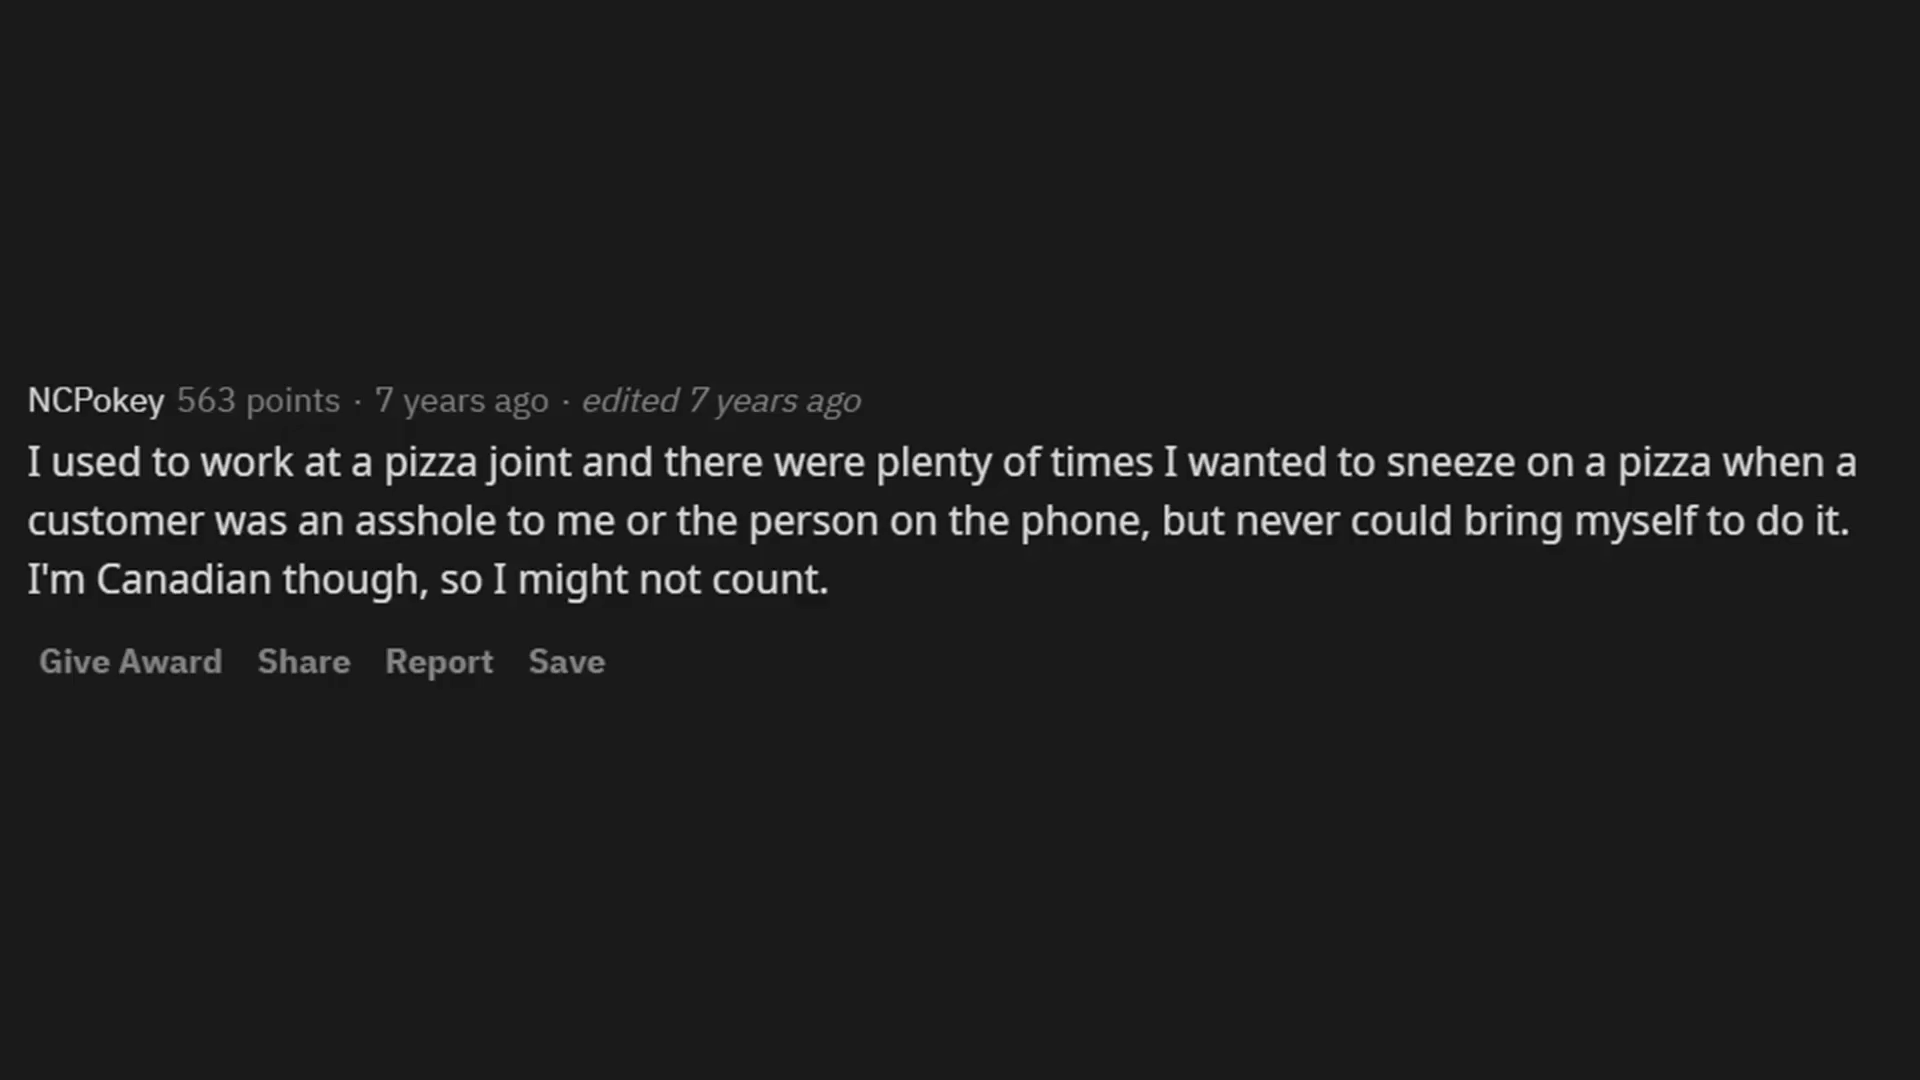 NCPokey 563 points · 7 years ago · edited 7 years ago
I used to work at a pizza joint and there were plenty of times I wanted to sneeze on a pizza when a
customer was an asshole to me or the person on the phone, but never could bring myself to do it.
I'm Canadian though, so I might not count.
Give Award Share Report Save